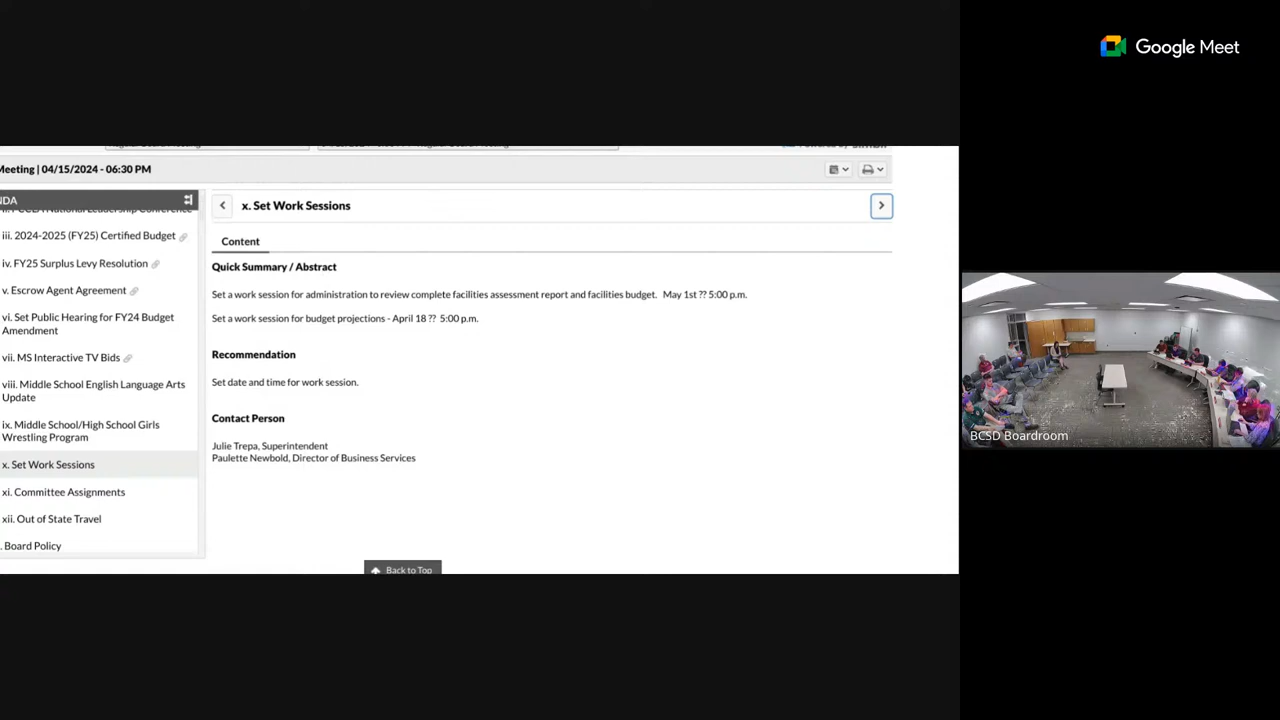 Google Meet
Meeting | 04/15/2024 - 06:30 PM
NDA
x. Set Work Sessions
iii. 2024-2025 (FY25) Certified Budget
iv. FY25 Surplus Levy Resolution
v. Escrow Agent Agreement
vi. Set Public Hearing for FY24 Budget
Amendment
vii. MS Interactive TV Bids
viii. Middle School English Language Arts
Update
ix. Middle School/High School Girls
Wrestling Program
x. Set Work Sessions
xi. Committee Assignments
xii. Out of State Travel
. Board Policy
Content
Quick Summary / Abstract
Set a work session for administration to review complete facilities assessment report and facilities budget. May 1st ?? 5:00 p.m.
Set a work session for budget projections - April 18 ?? 5:00 p.m.
Recommendation
Set date and time for work session.
Contact Person
Julie Trepa, Superintendent
Paulette Newbold, Director of Business Services
Back to Top
BCSD Boardroom